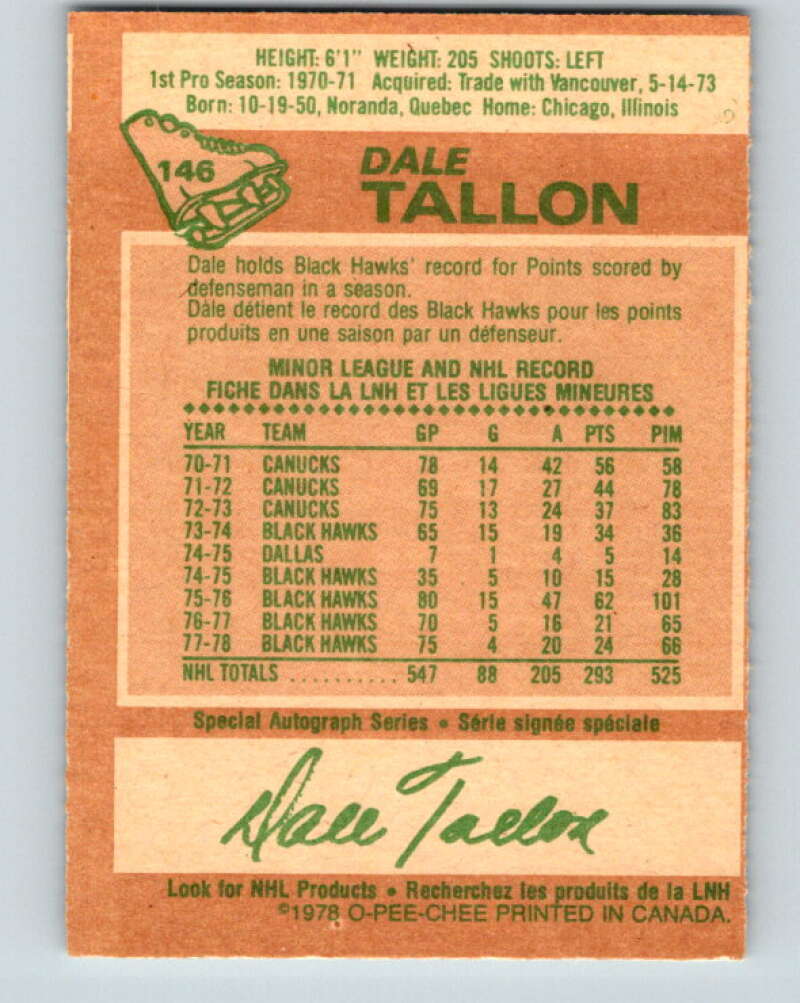 HEIGHT: 6'1" WEIGHT: 205 SHOOTS: LEFT
1st Pro Season: 1970-71 Acquired: Trade with Vancouver, 5-14-73
Born: 10-19-50, Noranda, Quebec Home: Chicago, Illinois
146
DALE
TALLON
Dale holds Black Hawks' record for Points scored by
defenseman in a season.
Dale détient le record des Black Hawks pour les points
produits en une saison par un défenseur.
MINOR LEAGUE AND NHL RECORD
FICHE DANS LA LNH ET LES LIGUES MINEURES
YEAR TEAM GP G A PTS PIM
70-71 CANUCKS 78 14 42 56 58
71-72 CANUCKS 69 17 27 44 78
72-73 CANUCKS 75 13 24 37 83
73-74 BLACK HAWKS 65 15 19 34 36
74-75 DALLAS 7 1 4 5 14
74-75 BLACK HAWKS 35 5 10 15 28
75-76 BLACK HAWKS 80 15 47 62 101
76-77 BLACK HAWKS 70 5 16 21 65
77-78 BLACK HAWKS 75 4 20 24 66
NHL TOTALS .......... 547 88 205 293 525
Special Autograph Series • Série signée spéciale
Dale Tallon
Look for NHL Products • Recherchez les produits de la LNH
©1978 O-PEE-CHEE PRINTED IN CANADA.